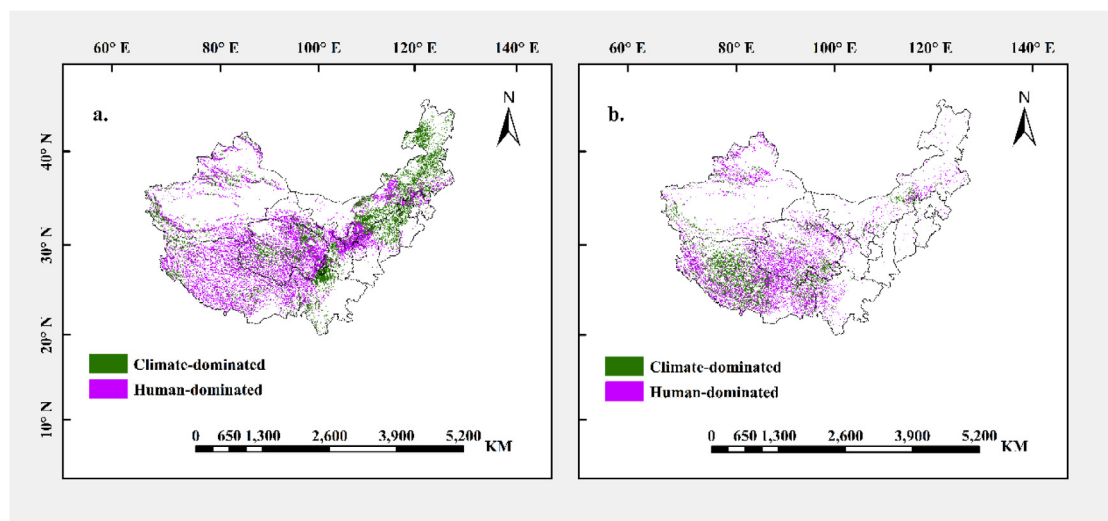 60° E 80° E 100° E 120° E 140° E
60° E 80° E 100° E 120° E 140° E
a.
N
b.
N
40° N
30° N
20° N
10° N
Climate-dominated
Human-dominated
Climate-dominated
Human-dominated
0 650 1,300 2,600 3,900 5,200
KM
0 650 1,300 2,600 3,900 5,200
KM